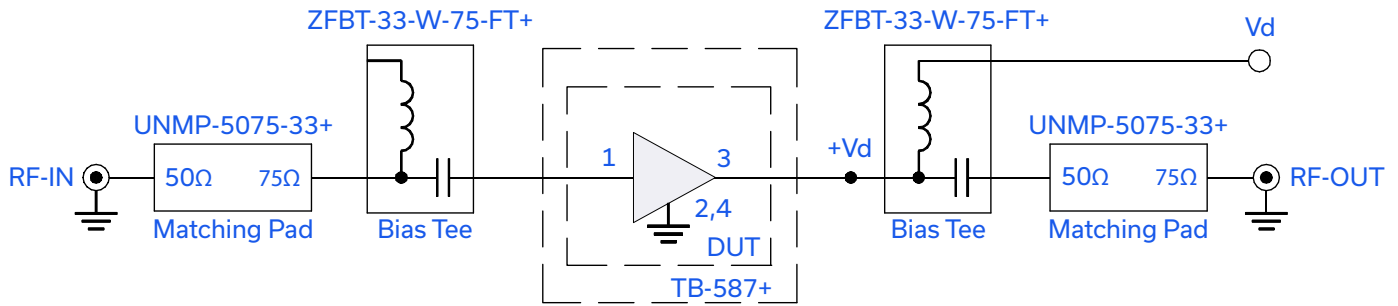 ZFBT-33-W-75-FT+
ZFBT-33-W-75-FT+
Vd
UNMP-5075-33+
UNMP-5075-33+
RF-IN
50Ω
75Ω
1
3
+Vd
50Ω
75Ω
RF-OUT
2,4
Matching Pad
Bias Tee
DUT
Bias Tee
Matching Pad
TB-587+